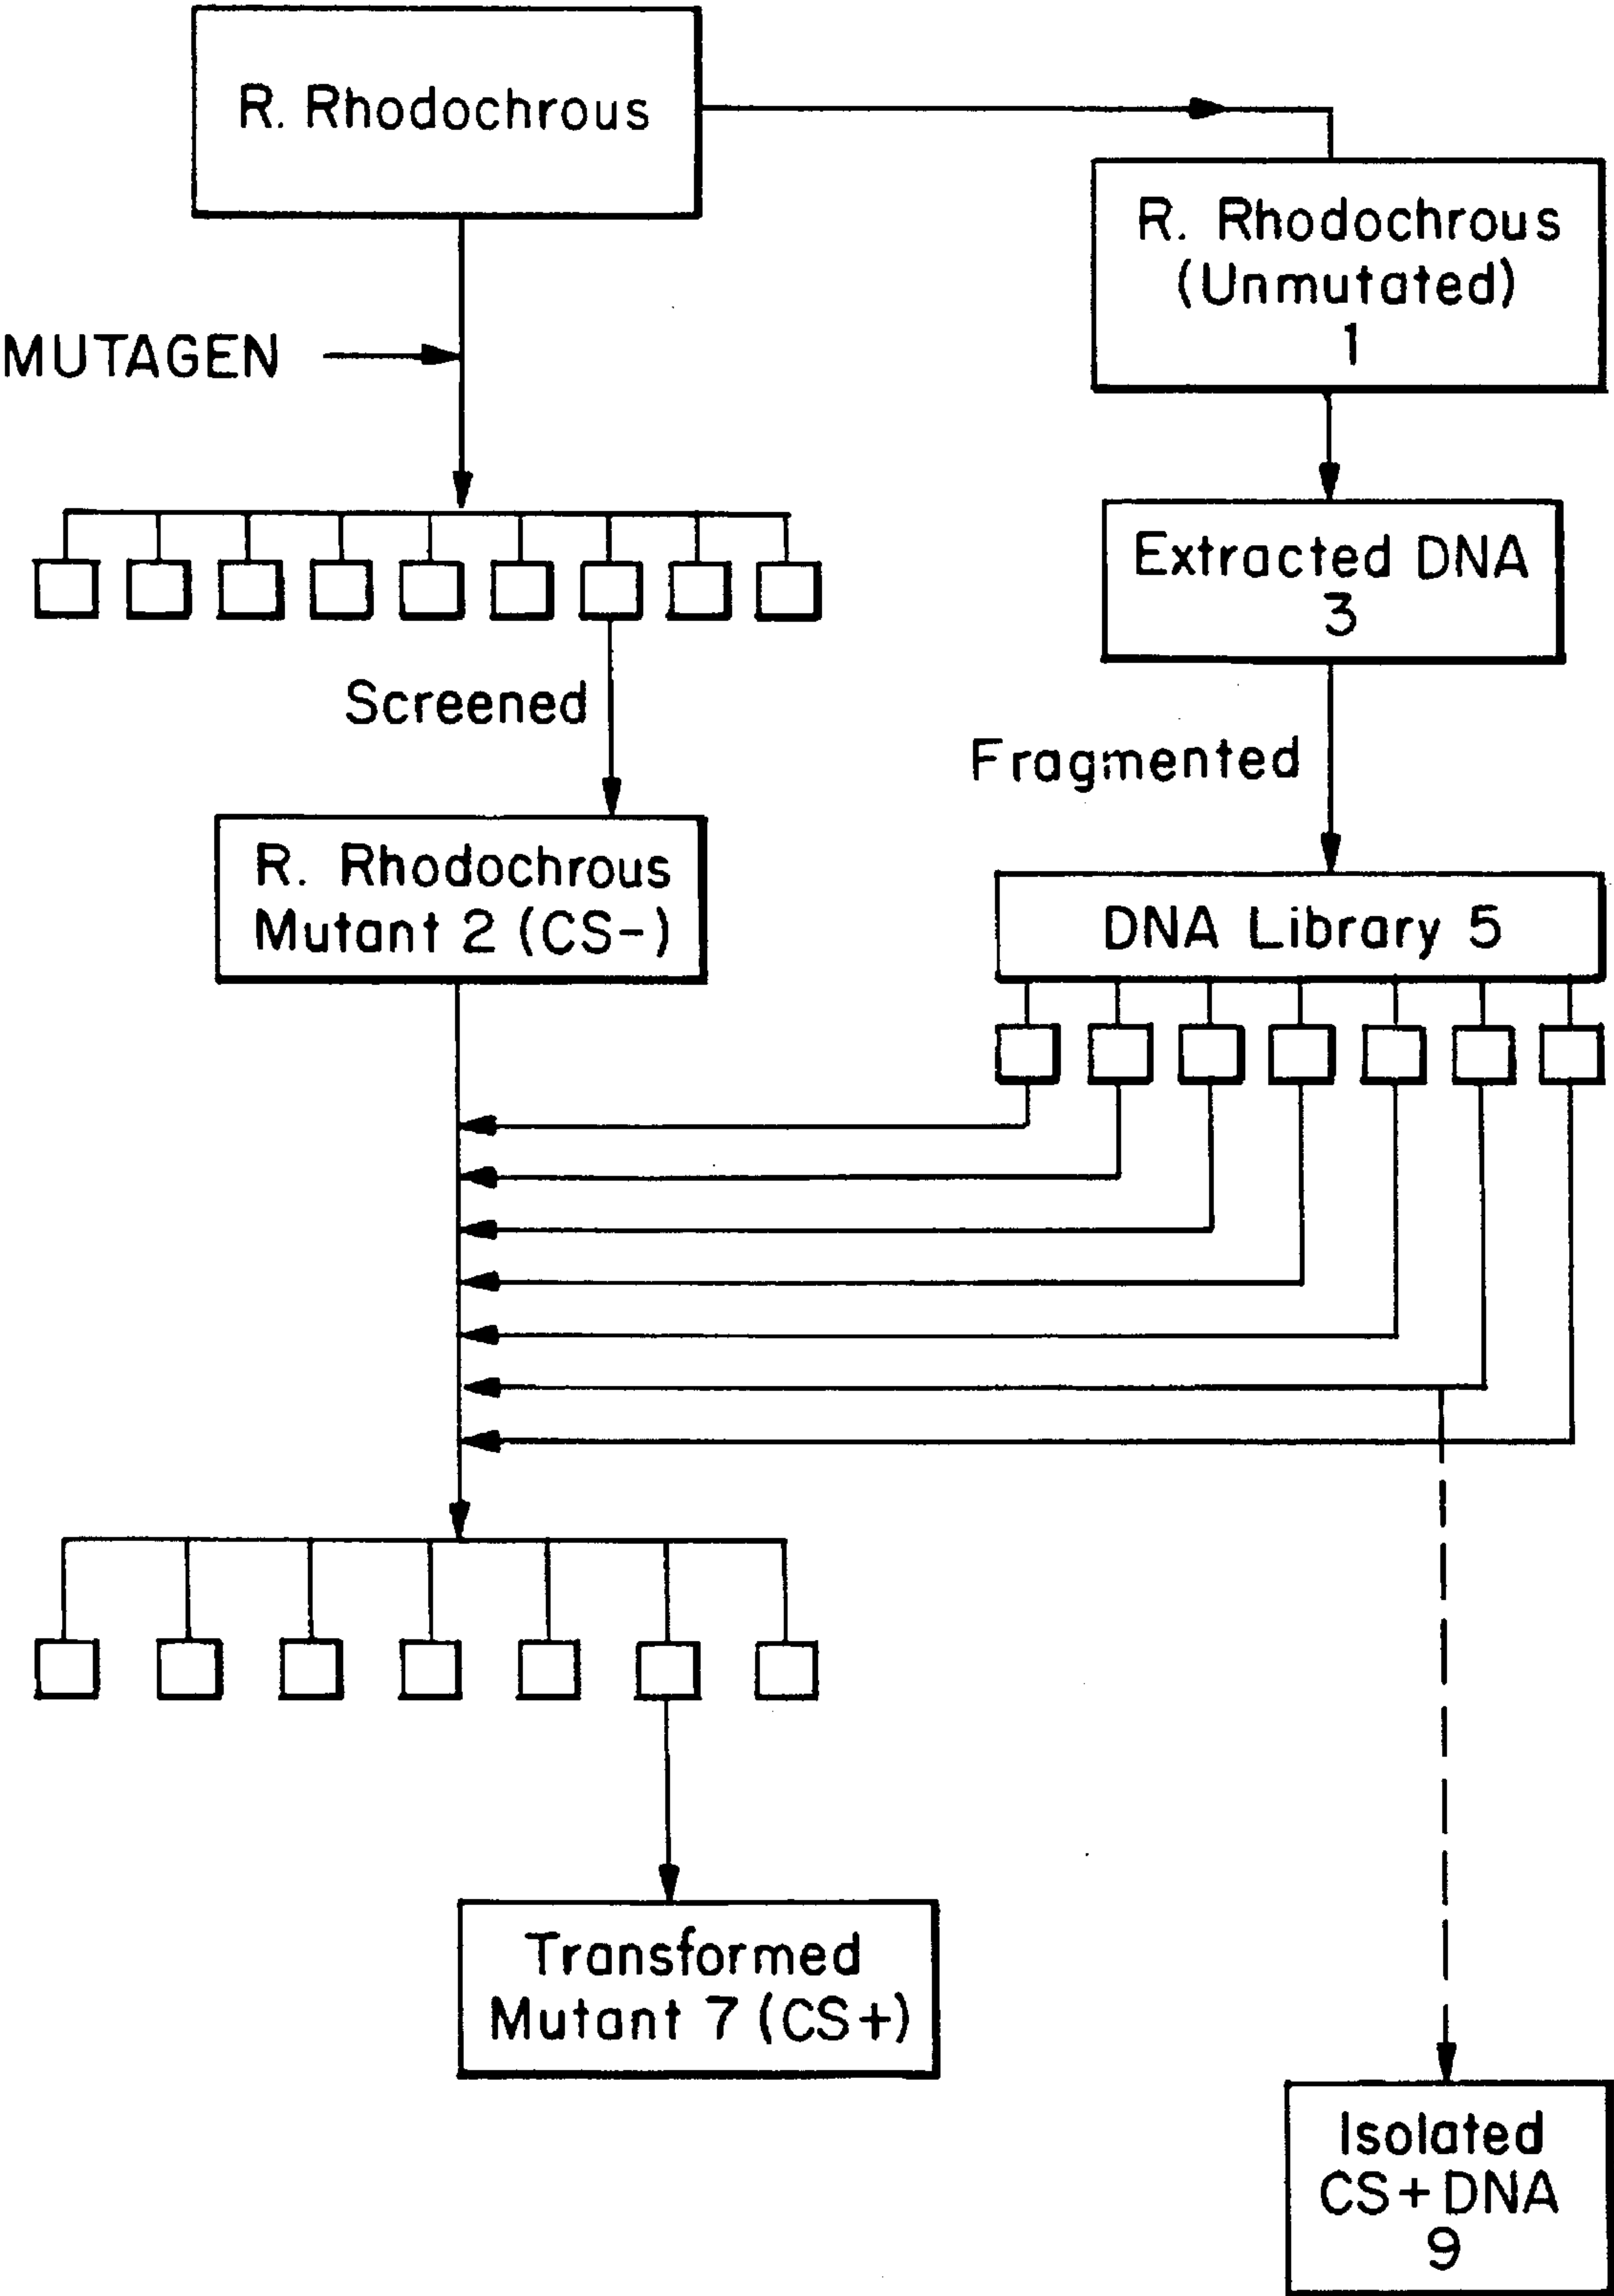 R. Rhodochrous
R. Rhodochrous
(Unmutated)
1
MUTAGEN
Extracted DNA
3
Screened
Fragmented
R. Rhodochrous
Mutant 2 (CS-)
DNA Library 5
Transformed
Mutant 7 (CS+)
Isolated
CS+ DNA
9